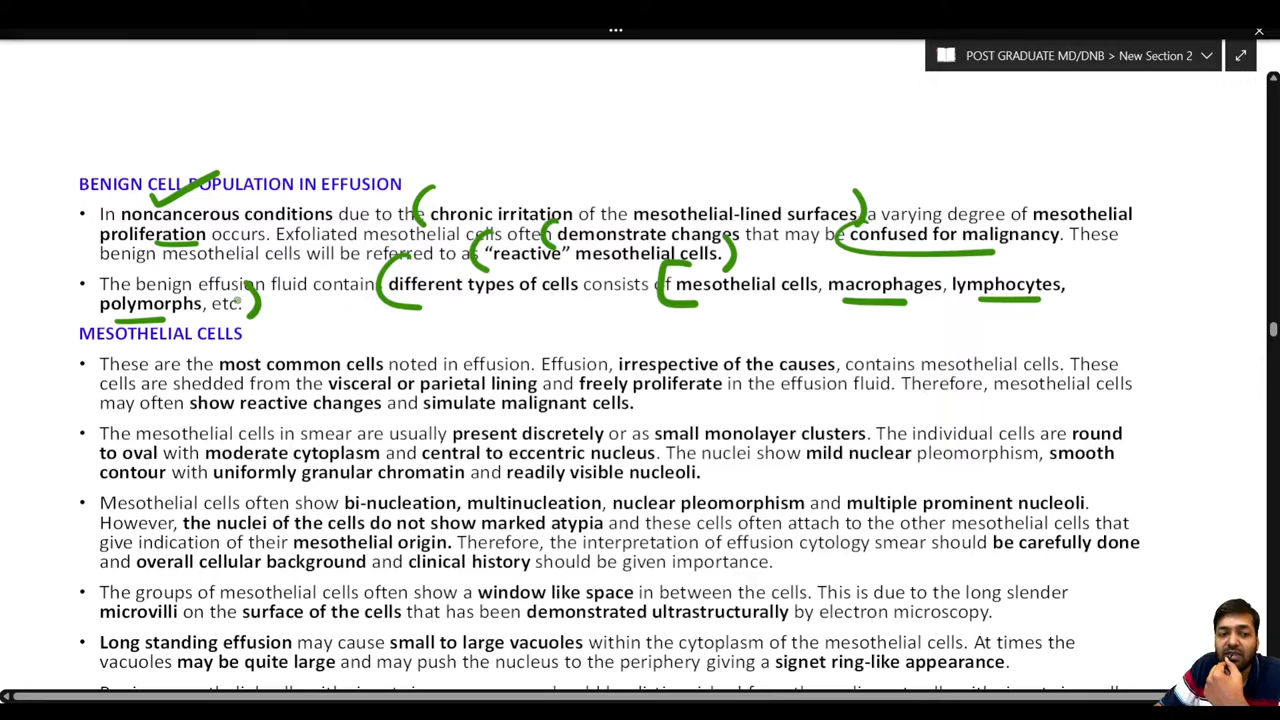 POST GRADUATE MD/DNB > New Section 2
BENIGN CELL POPULATION IN EFFUSION
• In noncancerous conditions due to the chronic irritation of the mesothelial-lined surfaces, a varying degree of mesothelial
proliferation occurs. Exfoliated mesothelial cells often demonstrate changes that may be confused for malignancy. These
benign mesothelial cells will be referred to as “reactive” mesothelial cells.
• The benign effusion fluid contain different types of cells consists of mesothelial cells, macrophages, lymphocytes,
polymorphs, etc.
MESOTHELIAL CELLS
• These are the most common cells noted in effusion. Effusion, irrespective of the causes, contains mesothelial cells. These
cells are shedded from the visceral or parietal lining and freely proliferate in the effusion fluid. Therefore, mesothelial cells
may often show reactive changes and simulate malignant cells.
• The mesothelial cells in smear are usually present discretely or as small monolayer clusters. The individual cells are round
to oval with moderate cytoplasm and central to eccentric nucleus. The nuclei show mild nuclear pleomorphism, smooth
contour with uniformly granular chromatin and readily visible nucleoli.
• Mesothelial cells often show bi-nucleation, multinucleation, nuclear pleomorphism and multiple prominent nucleoli.
However, the nuclei of the cells do not show marked atypia and these cells often attach to the other mesothelial cells that
give indication of their mesothelial origin. Therefore, the interpretation of effusion cytology smear should be carefully done
and overall cellular background and clinical history should be given importance.
• The groups of mesothelial cells often show a window like space in between the cells. This is due to the long slender
microvilli on the surface of the cells that has been demonstrated ultrastructurally by electron microscopy.
• Long standing effusion may cause small to large vacuoles within the cytoplasm of the mesothelial cells. At times the
vacuoles may be quite large and may push the nucleus to the periphery giving a signet ring-like appearance.